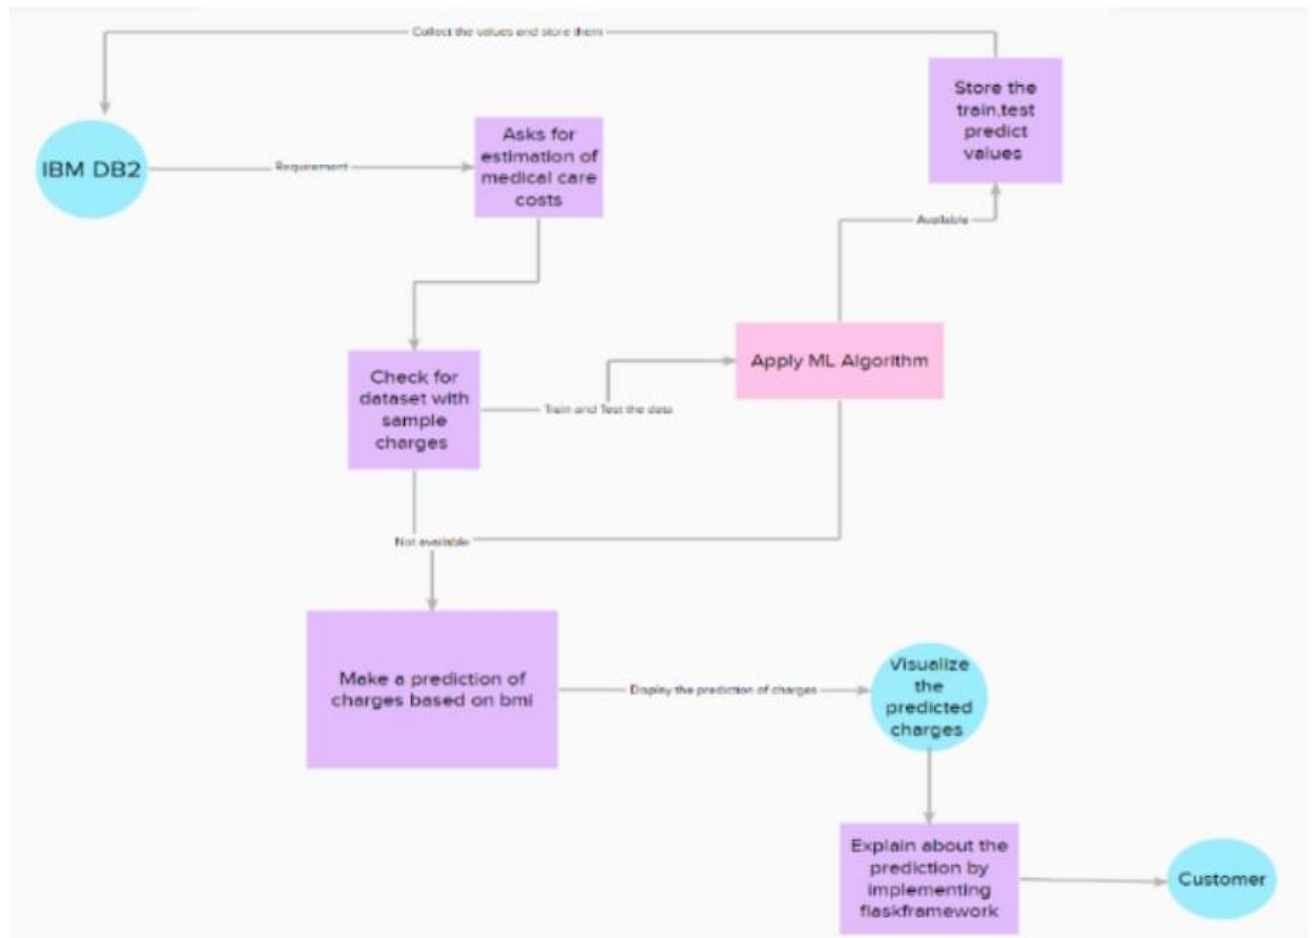 Collect the values and store them
Store the
train,test
predict
values
IBM DB2
Requirement
Asks for
estimation of
medical care
costs
Available
Check for
dataset with
sample
charges
Train and Test the data
Apply ML Algorithm
Not available
Make a prediction of
charges based on bmi
Display the prediction of charges
Visualize
the
predicted
charges
Explain about the
prediction by
implementing
flaskframework
Customer